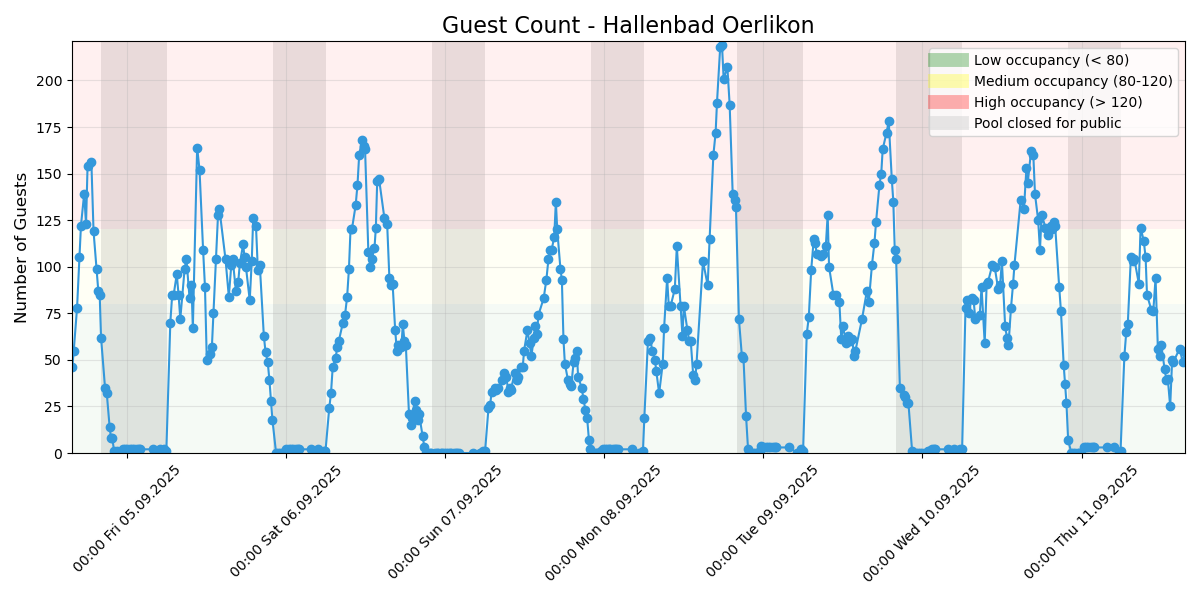 Guest Count - Hallenbad Oerlikon
Number of Guests
200
175
150
125
100
75
50
25
0
Low occupancy (< 80)
Medium occupancy (80-120)
High occupancy (> 120)
Pool closed for public
00:00 Fri 05.09.2025
00:00 Sat 06.09.2025
00:00 Sun 07.09.2025
00:00 Mon 08.09.2025
00:00 Tue 09.09.2025
00:00 Wed 10.09.2025
00:00 Thu 11.09.2025